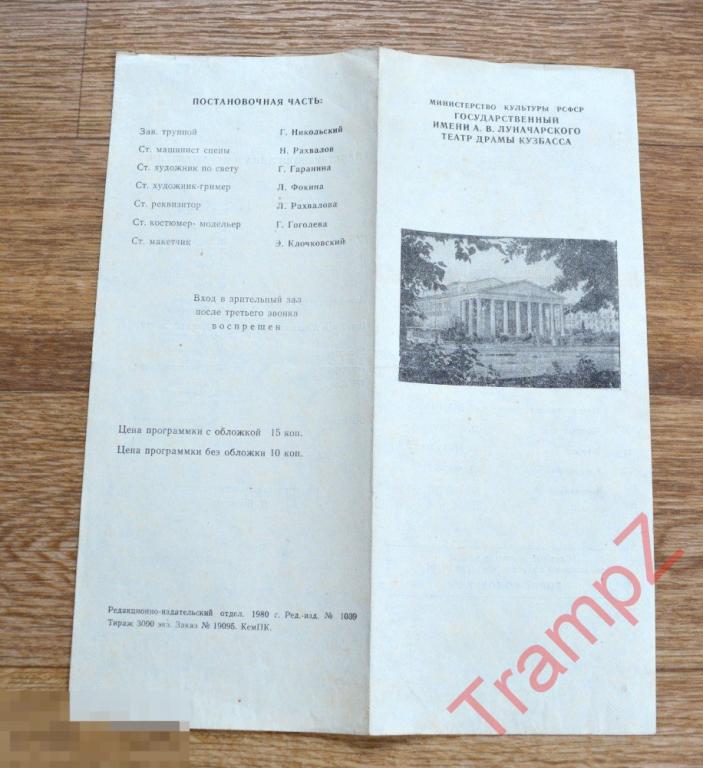 ПОСТАНОВОЧНАЯ ЧАСТЬ:
Зав. труппой Г. Никольский
Ст. машинист сцены Н. Рахвалов
Ст. художник по свету Г. Гаранина
Ст. художник-гример Л. Фокина
Ст. реквизитор Л. Рахвалова
Ст. костюмер- модельер Г. Гоголева
Ст. макетчик Э. Клочковский
Вход в зрительный зал
после третьего звонка
воспрещен
Цена программки с обложкой 15 коп.
Цена программки без обложки 10 коп.
Редакционно-издательский отдел. 1980 г. Ред.-изд. № 1039
Тираж 3000 экз. Заказ № 19095. КемПК.
МИНИСТЕРСТВО КУЛЬТУРЫ РСФСР
ГОСУДАРСТВЕННЫЙ
ИМЕНИ А. В. ЛУНАЧАРСКОГО
ТЕАТР ДРАМЫ КУЗБАССА
TrampZ